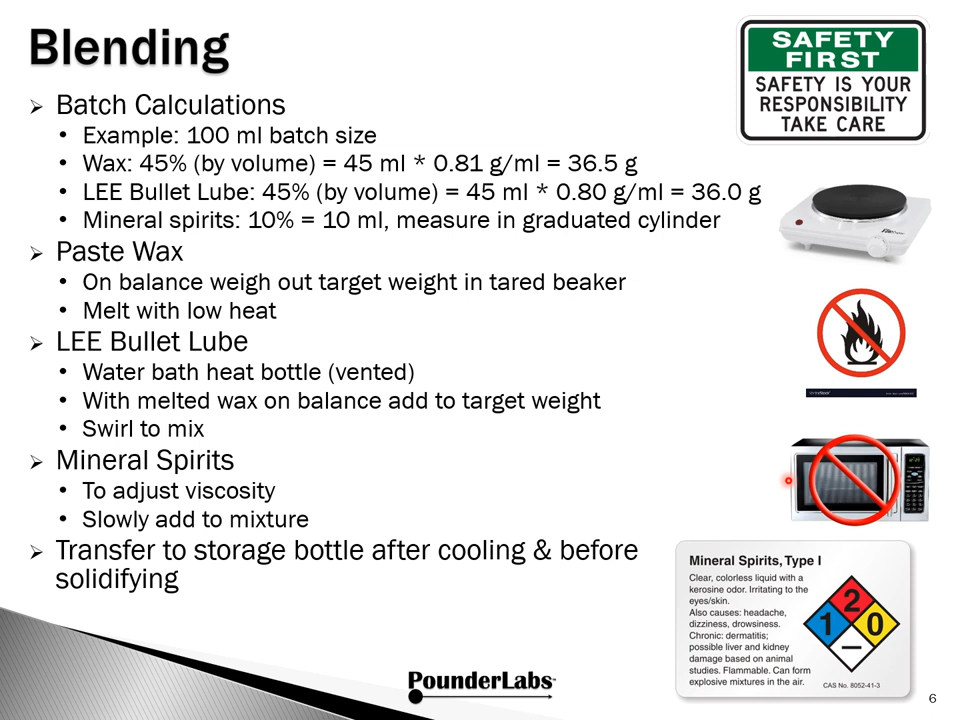 Blending
SAFETY
FIRST
SAFETY IS YOUR
RESPONSIBILITY
TAKE CARE
➢ Batch Calculations
• Example: 100 ml batch size
• Wax: 45% (by volume) = 45 ml * 0.81 g/ml = 36.5 g
• LEE Bullet Lube: 45% (by volume) = 45 ml * 0.80 g/ml = 36.0 g
• Mineral spirits: 10% = 10 ml, measure in graduated cylinder
➢ Paste Wax
• On balance weigh out target weight in tared beaker
• Melt with low heat
➢ LEE Bullet Lube
• Water bath heat bottle (vented)
• With melted wax on balance add to target weight
• Swirl to mix
➢ Mineral Spirits
• To adjust viscosity
• Slowly add to mixture
➢ Transfer to storage bottle after cooling & before
solidifying
Mineral Spirits, Type I
Clear, colorless liquid with a
kerosine odor. Irritating to the
eyes/skin.
Also causes: headache,
dizziness, drowsiness.
Chronic: dermatitis;
possible liver and kidney
damage based on animal
studies. Flammable. Can form
explosive mixtures in the air.
2
1 0
CAS No. 8052-41-3
PounderLabs
6